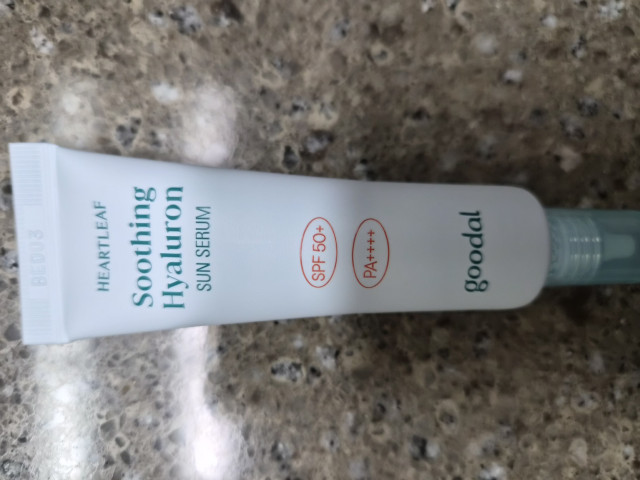 HEARTLEAF
Soothing
Hyaluron
SUN SERUM
SPF 50+
PA++++
goodal